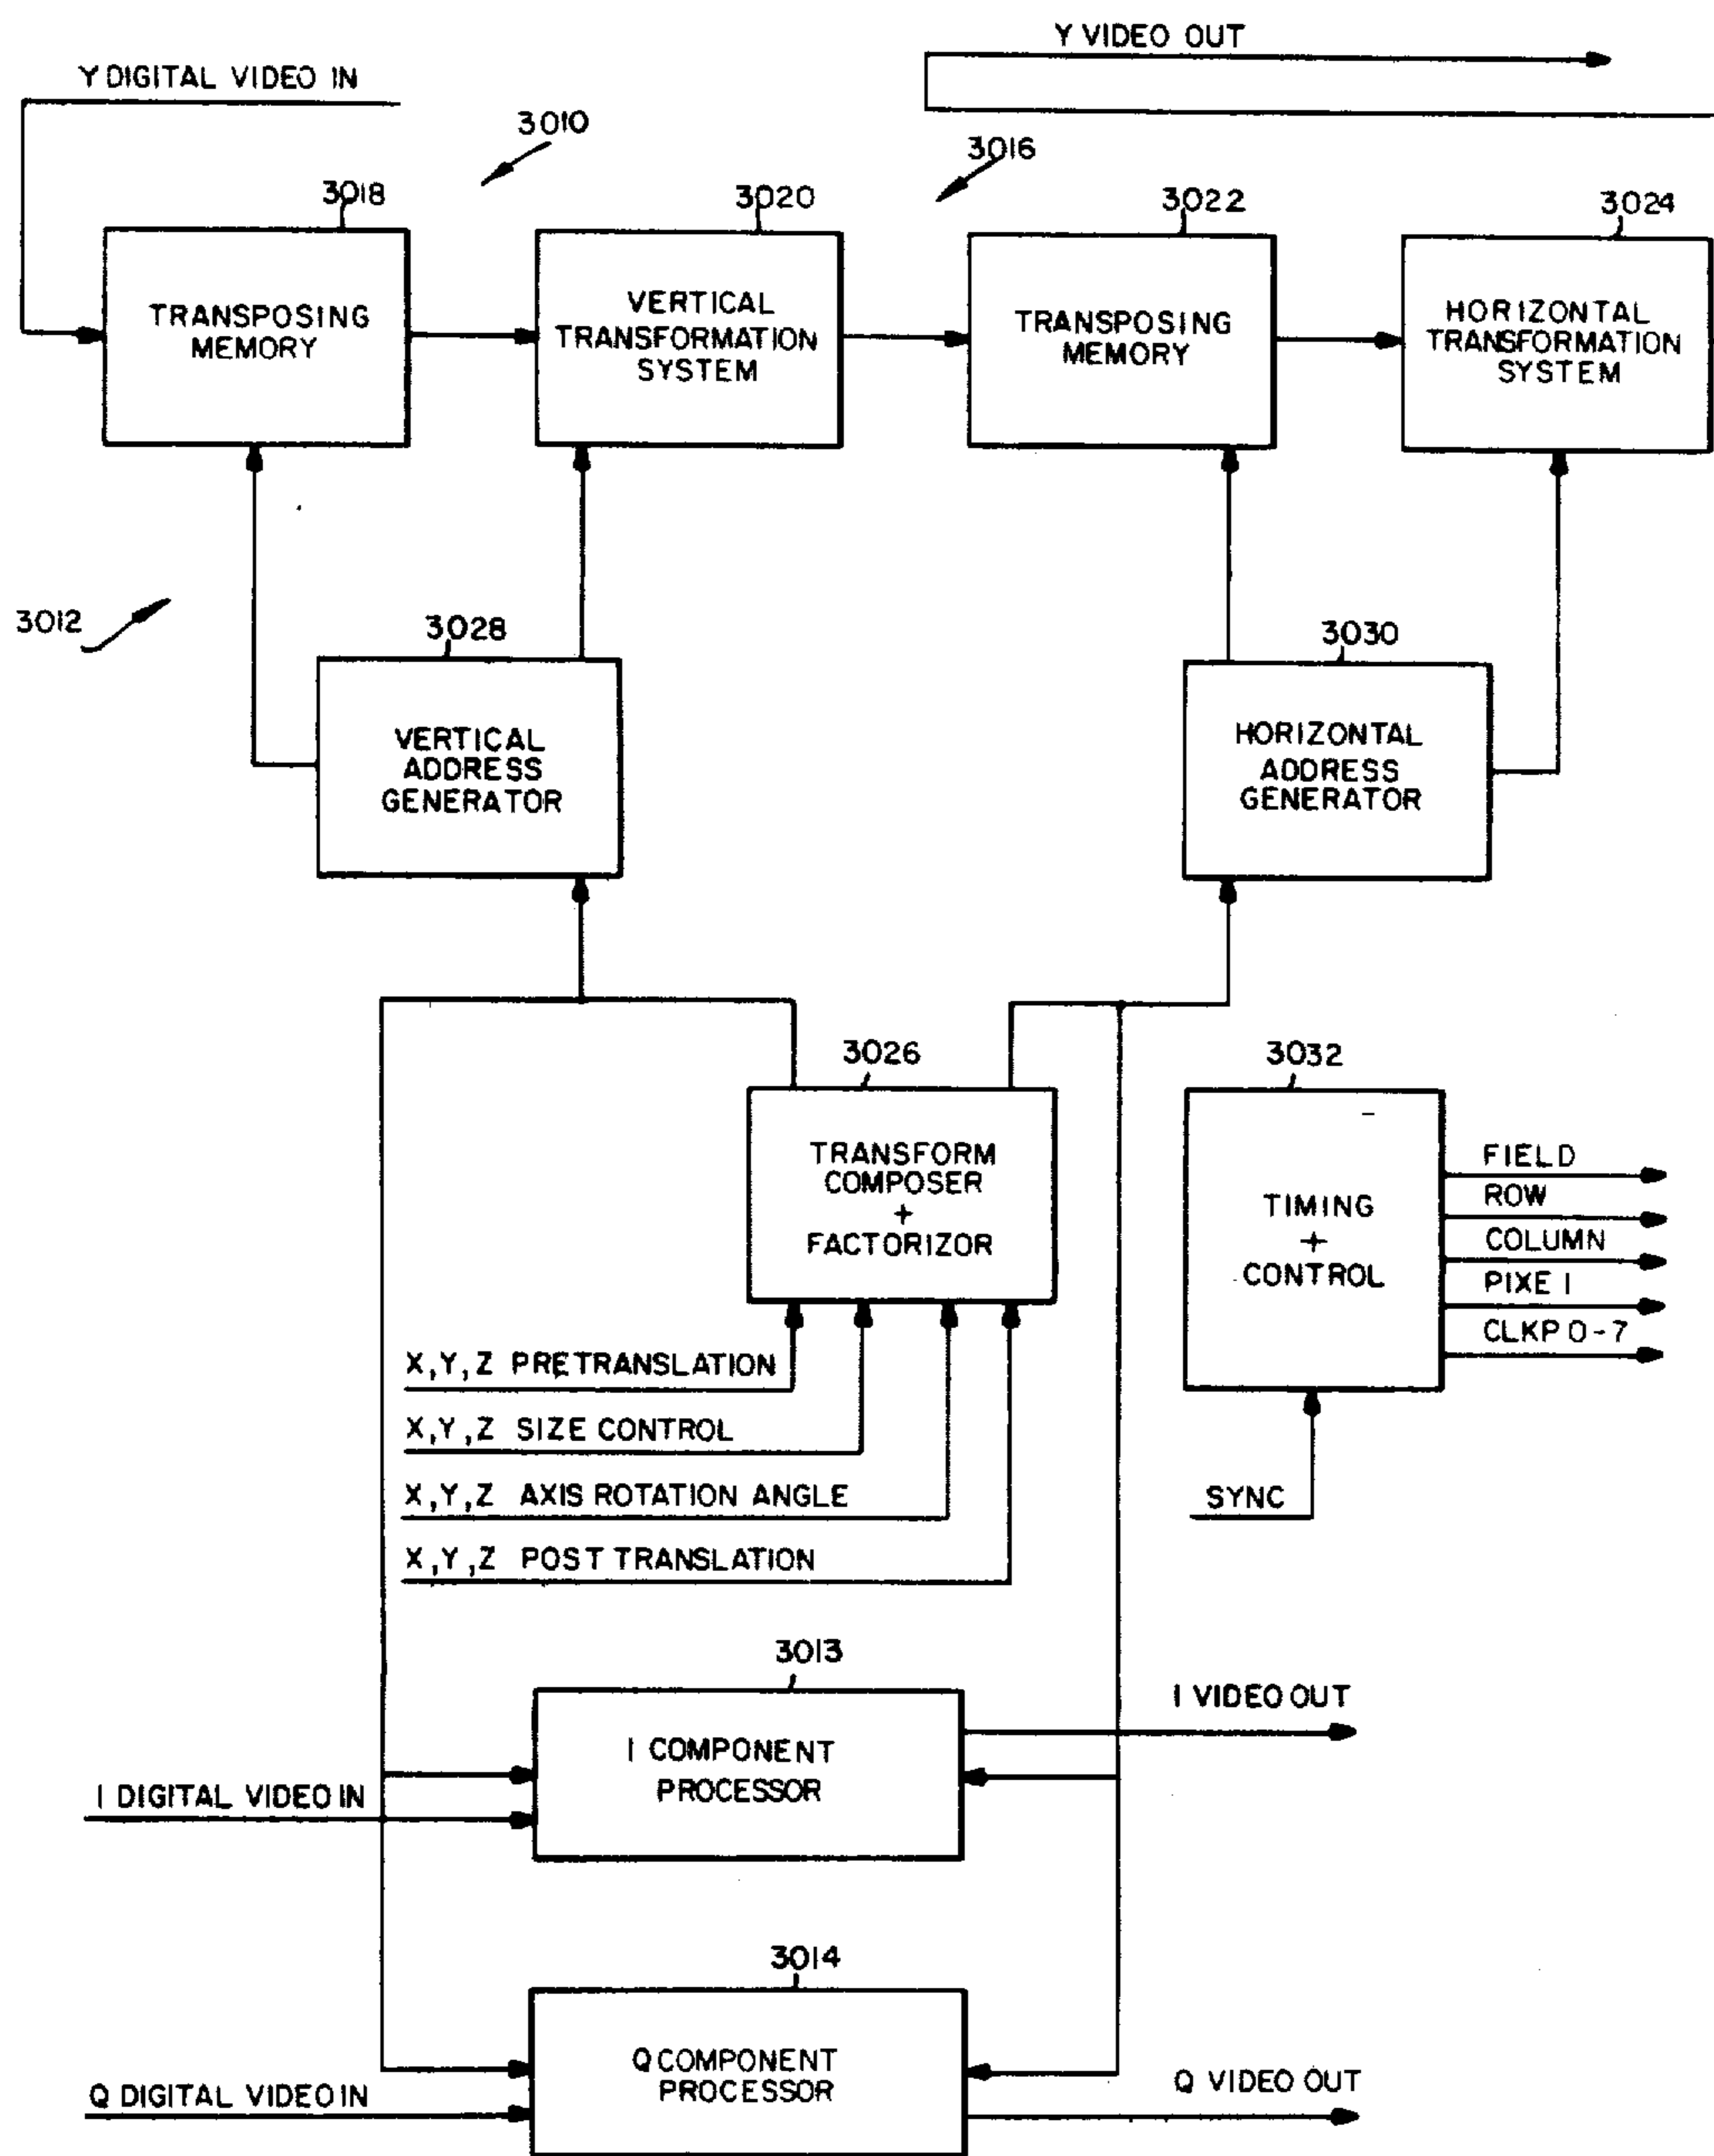 Y VIDEO OUT
Y DIGITAL VIDEO IN
3010
3016
3018
3020
3022
3024
TRANSPOSING
MEMORY
VERTICAL
TRANSFORMATION
SYSTEM
TRANSPOSING
MEMORY
HORIZONTAL
TRANSFORMATION
SYSTEM
3012
3028
3030
VERTICAL
ADDRESS
GENERATOR
HORIZONTAL
ADDRESS
GENERATOR
3026
3032
TRANSFORM
COMPOSER
+
FACTORIZOR
TIMING
+
CONTROL
FIELD
ROW
COLUMN
PIXE I
CLKP 0-7
X,Y,Z PRETRANSLATION
X,Y,Z SIZE CONTROL
X,Y,Z AXIS ROTATION ANGLE
X,Y,Z POST TRANSLATION
SYNC
3013
I VIDEO OUT
I COMPONENT
PROCESSOR
I DIGITAL VIDEO IN
3014
Q COMPONENT
PROCESSOR
Q DIGITAL VIDEO IN
Q VIDEO OUT